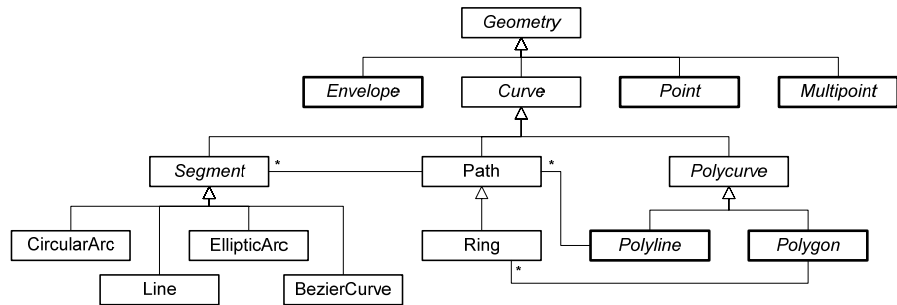 Geometry
Envelope
Curve
Point
Multipoint
Segment
*
Path
*
Polycurve
CircularArc
EllipticArc
Ring
Polyline
Polygon
*
Line
BezierCurve